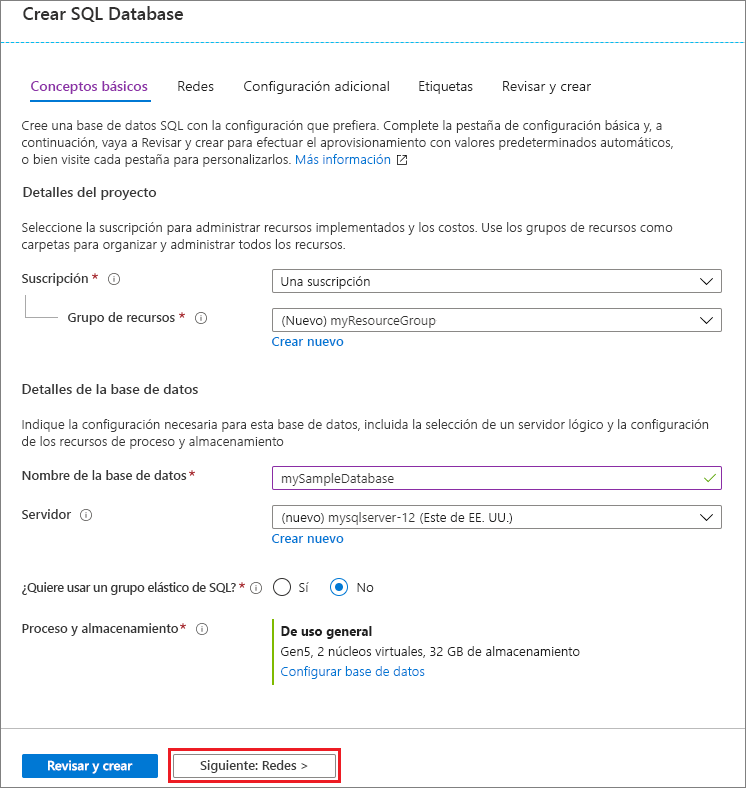 Crear SQL Database
Conceptos básicos Redes Configuración adicional Etiquetas Revisar y crear
Cree una base de datos SQL con la configuración que prefiera. Complete la pestaña de configuración básica y, a
continuación, vaya a Revisar y crear para efectuar el aprovisionamiento con valores predeterminados automáticos,
o bien visite cada pestaña para personalizarlos. Más información
Detalles del proyecto
Seleccione la suscripción para administrar recursos implementados y los costos. Use los grupos de recursos como
carpetas para organizar y administrar todos los recursos.
Suscripción * Una suscripción
Grupo de recursos * (Nuevo) myResourceGroup
Crear nuevo
Detalles de la base de datos
Indique la configuración necesaria para esta base de datos, incluida la selección de un servidor lógico y la configuración
de los recursos de proceso y almacenamiento
Nombre de la base de datos * mySampleDatabase
Servidor (nuevo) mysqlserver-12 (Este de EE. UU.)
Crear nuevo
¿Quiere usar un grupo elástico de SQL? * Sí No
Proceso y almacenamiento * De uso general
Gen5, 2 núcleos virtuales, 32 GB de almacenamiento
Configurar base de datos
Revisar y crear Siguiente: Redes >